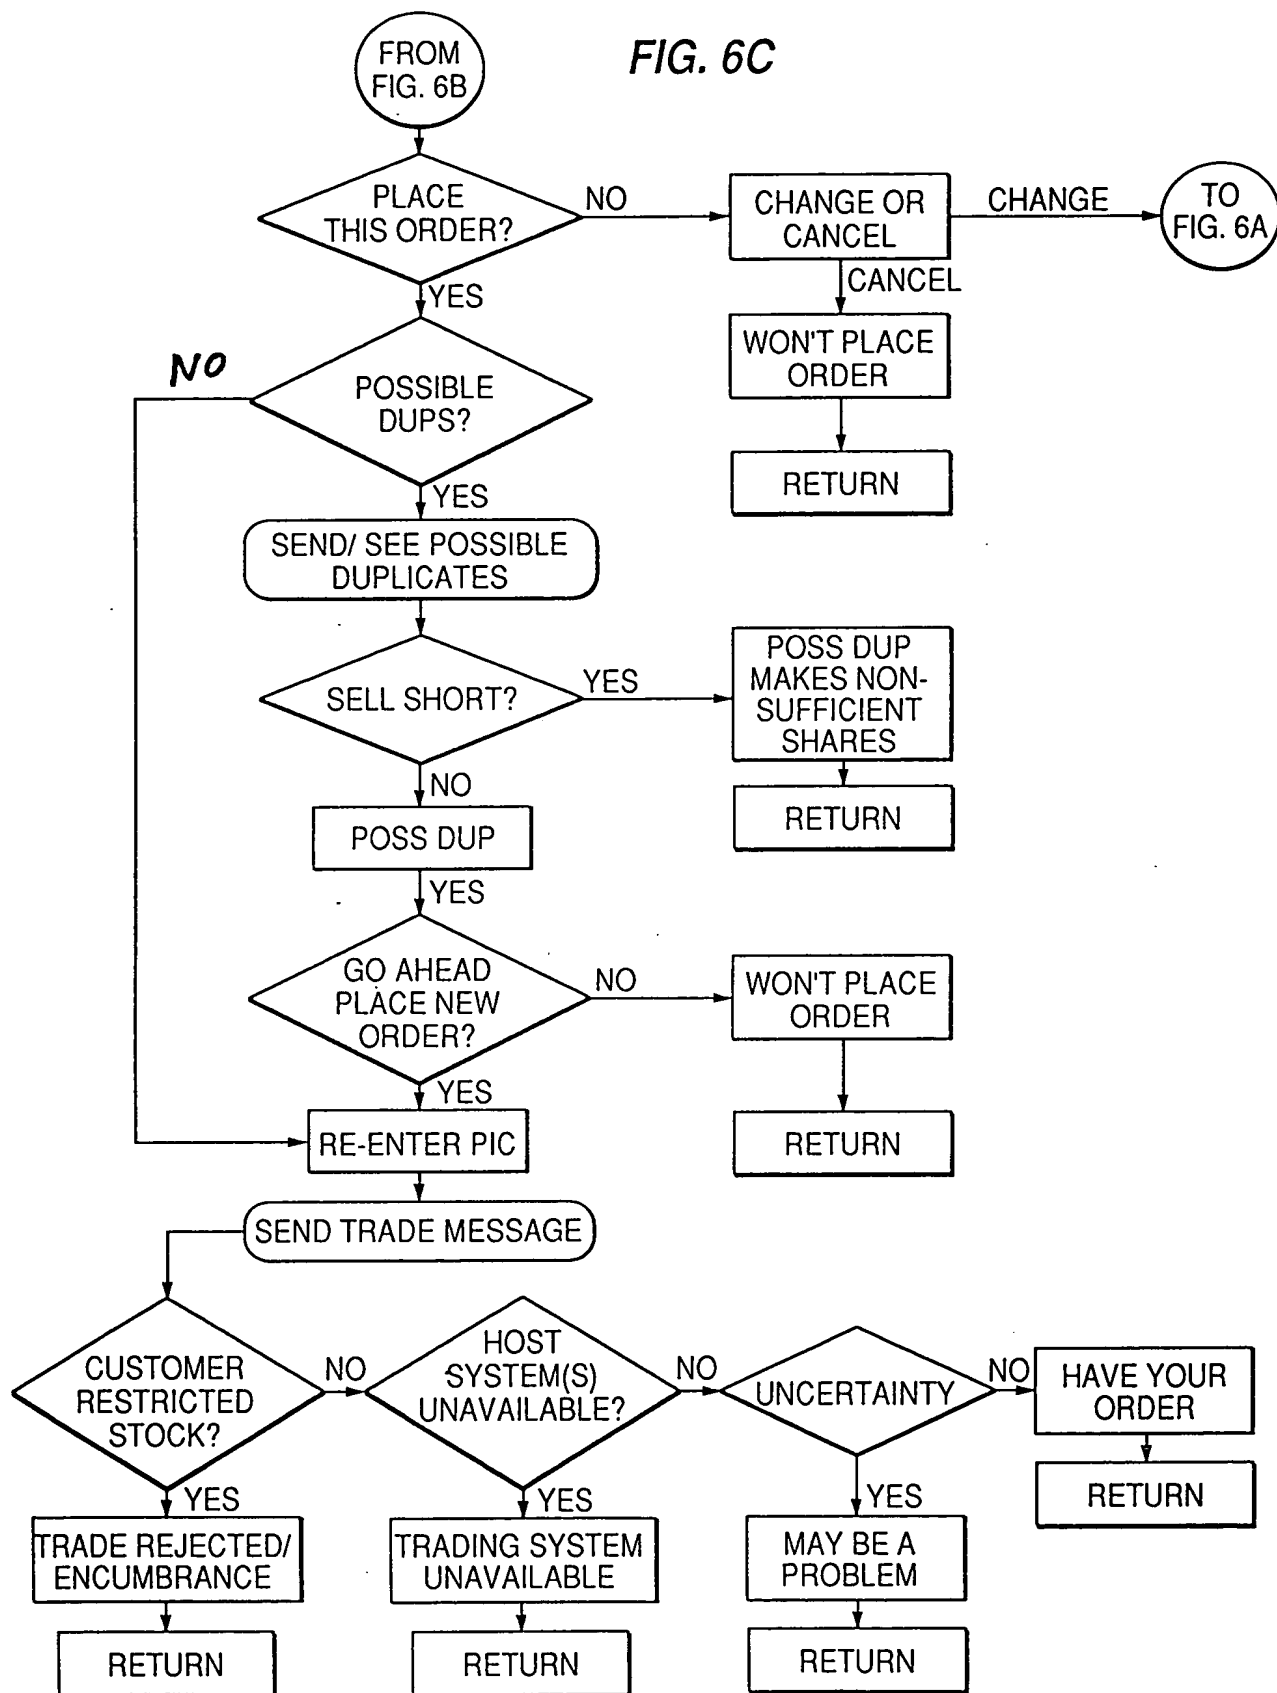 FROM
FIG. 6B
FIG. 6C
PLACE
THIS ORDER?
NO
CHANGE OR
CANCEL
CHANGE
TO
FIG. 6A
YES
CANCEL
WON'T PLACE
ORDER
NO
POSSIBLE
DUPS?
RETURN
YES
SEND/ SEE POSSIBLE
DUPLICATES
SELL SHORT?
YES
POSS DUP
MAKES NON-
SUFFICIENT
SHARES
NO
RETURN
POSS DUP
YES
GO AHEAD
PLACE NEW
ORDER?
NO
WON'T PLACE
ORDER
YES
RETURN
RE-ENTER PIC
SEND TRADE MESSAGE
CUSTOMER
RESTRICTED
STOCK?
NO
HOST
SYSTEM(S)
UNAVAILABLE?
NO
UNCERTAINTY
NO
HAVE YOUR
ORDER
RETURN
YES
TRADE REJECTED/
ENCUMBRANCE
RETURN
YES
TRADING SYSTEM
UNAVAILABLE
RETURN
YES
MAY BE A
PROBLEM
RETURN